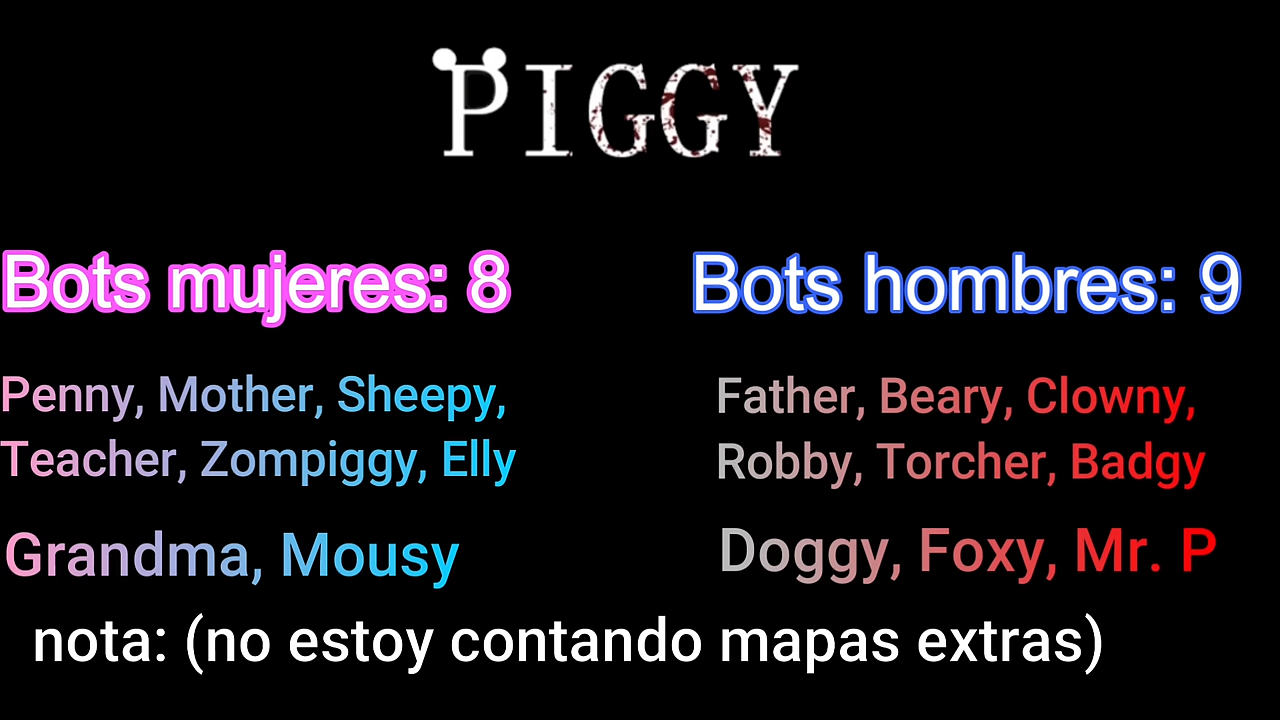 PIGGY
Bots mujeres: 8
Penny, Mother, Sheepy,
Teacher, Zompiggy, Elly
Grandma, Mousy
Bots hombres: 9
Father, Beary, Clowny,
Robby, Torcher, Badgy
Doggy, Foxy, Mr. P
nota: (no estoy contando mapas extras)